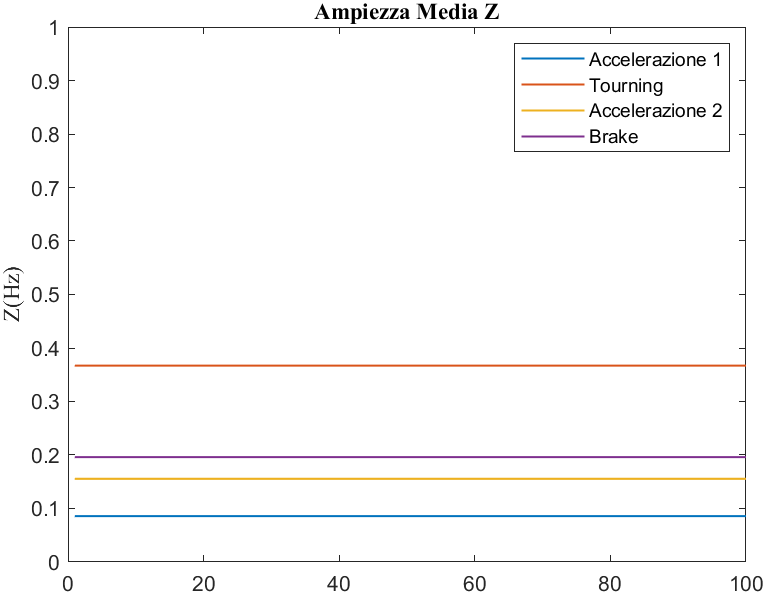 Ampiezza Media Z
1
0.9
0.8
0.7
0.6
0.5
0.4
0.3
0.2
0.1
0
Z(Hz)
Accelerazione 1
Tourning
Accelerazione 2
Brake
0 20 40 60 80 100